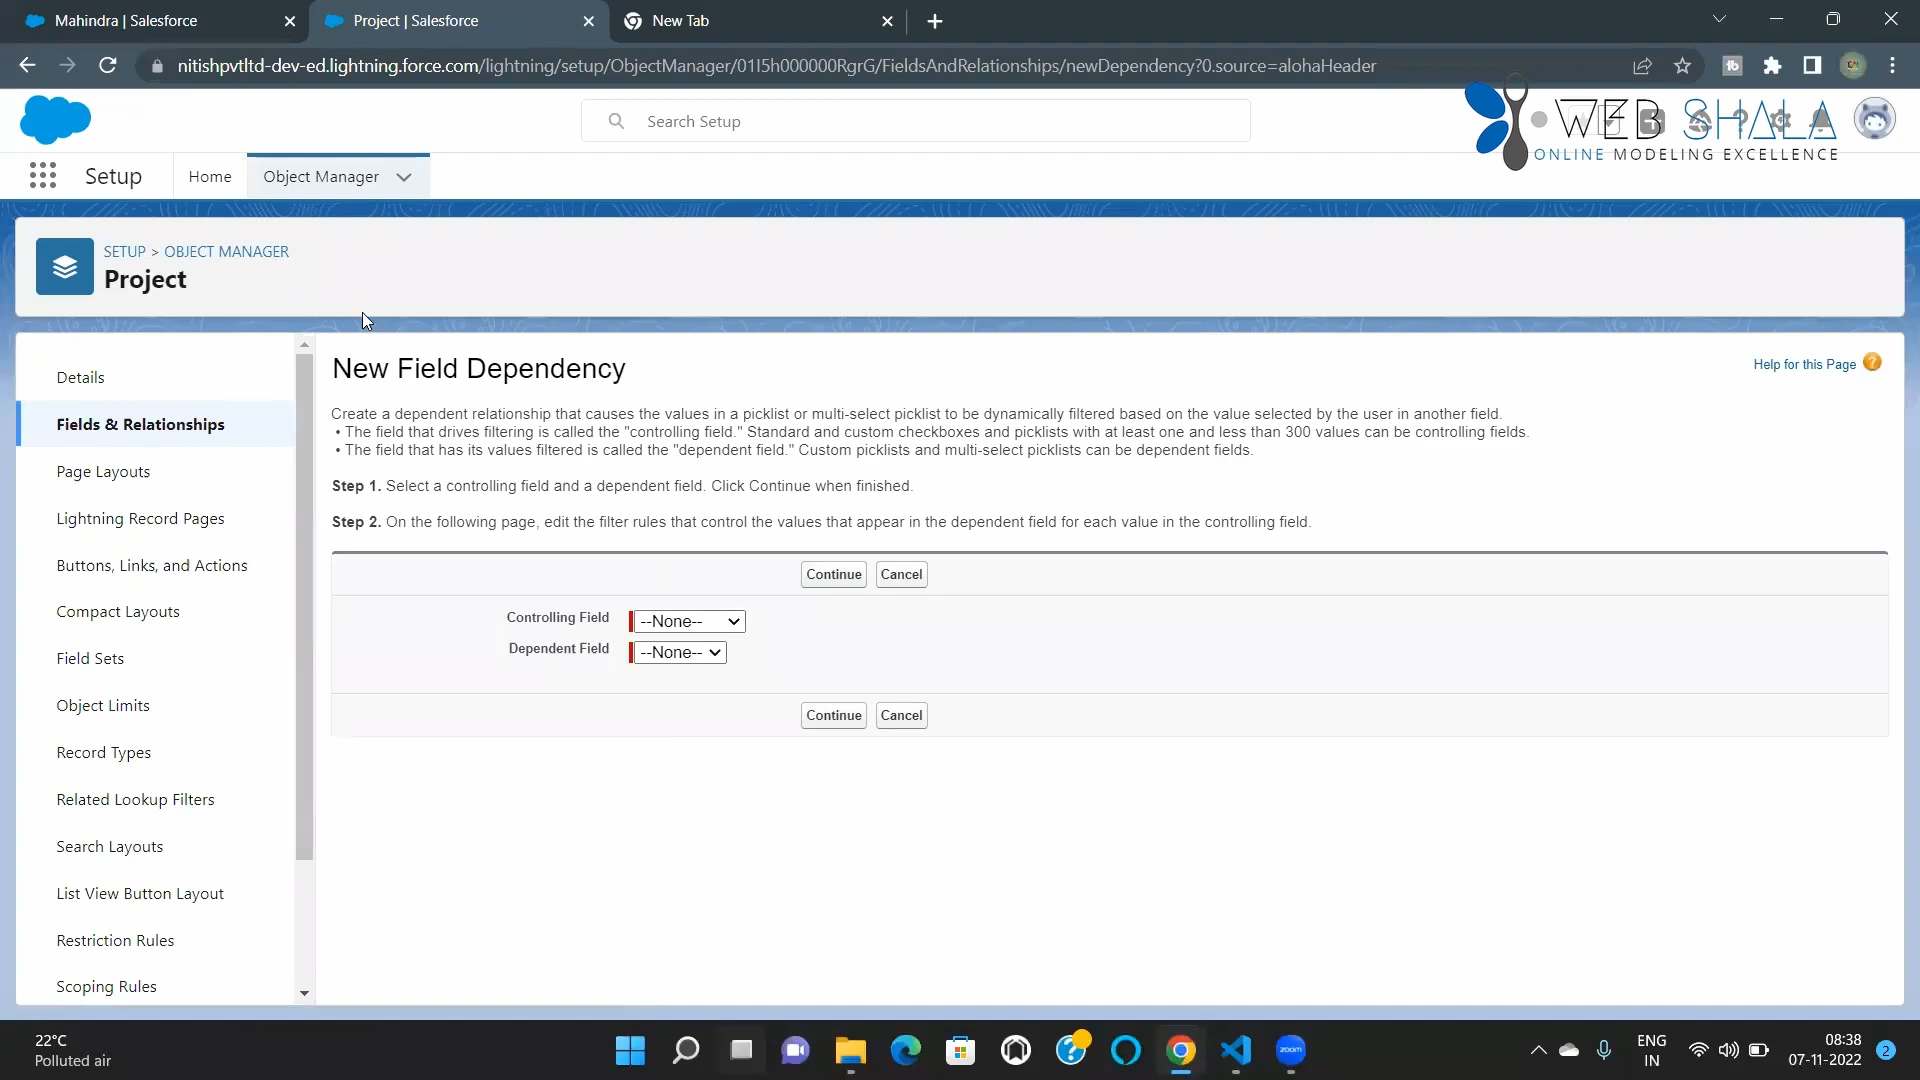 Mahindra | Salesforce
Project | Salesforce
New Tab
nitishpvtltd-dev-ed.lightning.force.com/lightning/setup/ObjectManager/01I5h000000RgrG/FieldsAndRelationships/newDependency?0.source=alohaHeader
Search Setup
WEB SHALA
ONLINE MODELING EXCELLENCE
Setup
Home
Object Manager
SETUP > OBJECT MANAGER
Project
Details
Fields & Relationships
Page Layouts
Lightning Record Pages
Buttons, Links, and Actions
Compact Layouts
Field Sets
Object Limits
Record Types
Related Lookup Filters
Search Layouts
List View Button Layout
Restriction Rules
Scoping Rules
New Field Dependency
Help for this Page ?
Create a dependent relationship that causes the values in a picklist or multi-select picklist to be dynamically filtered based on the value selected by the user in another field.
• The field that drives filtering is called the "controlling field." Standard and custom checkboxes and picklists with at least one and less than 300 values can be controlling fields.
• The field that has its values filtered is called the "dependent field." Custom picklists and multi-select picklists can be dependent fields.
Step 1. Select a controlling field and a dependent field. Click Continue when finished.
Step 2. On the following page, edit the filter rules that control the values that appear in the dependent field for each value in the controlling field.
Continue Cancel
Controlling Field --None--
Dependent Field --None--
Continue Cancel
22°C
Polluted air
zoom
ENG
IN
08:38
07-11-2022
2